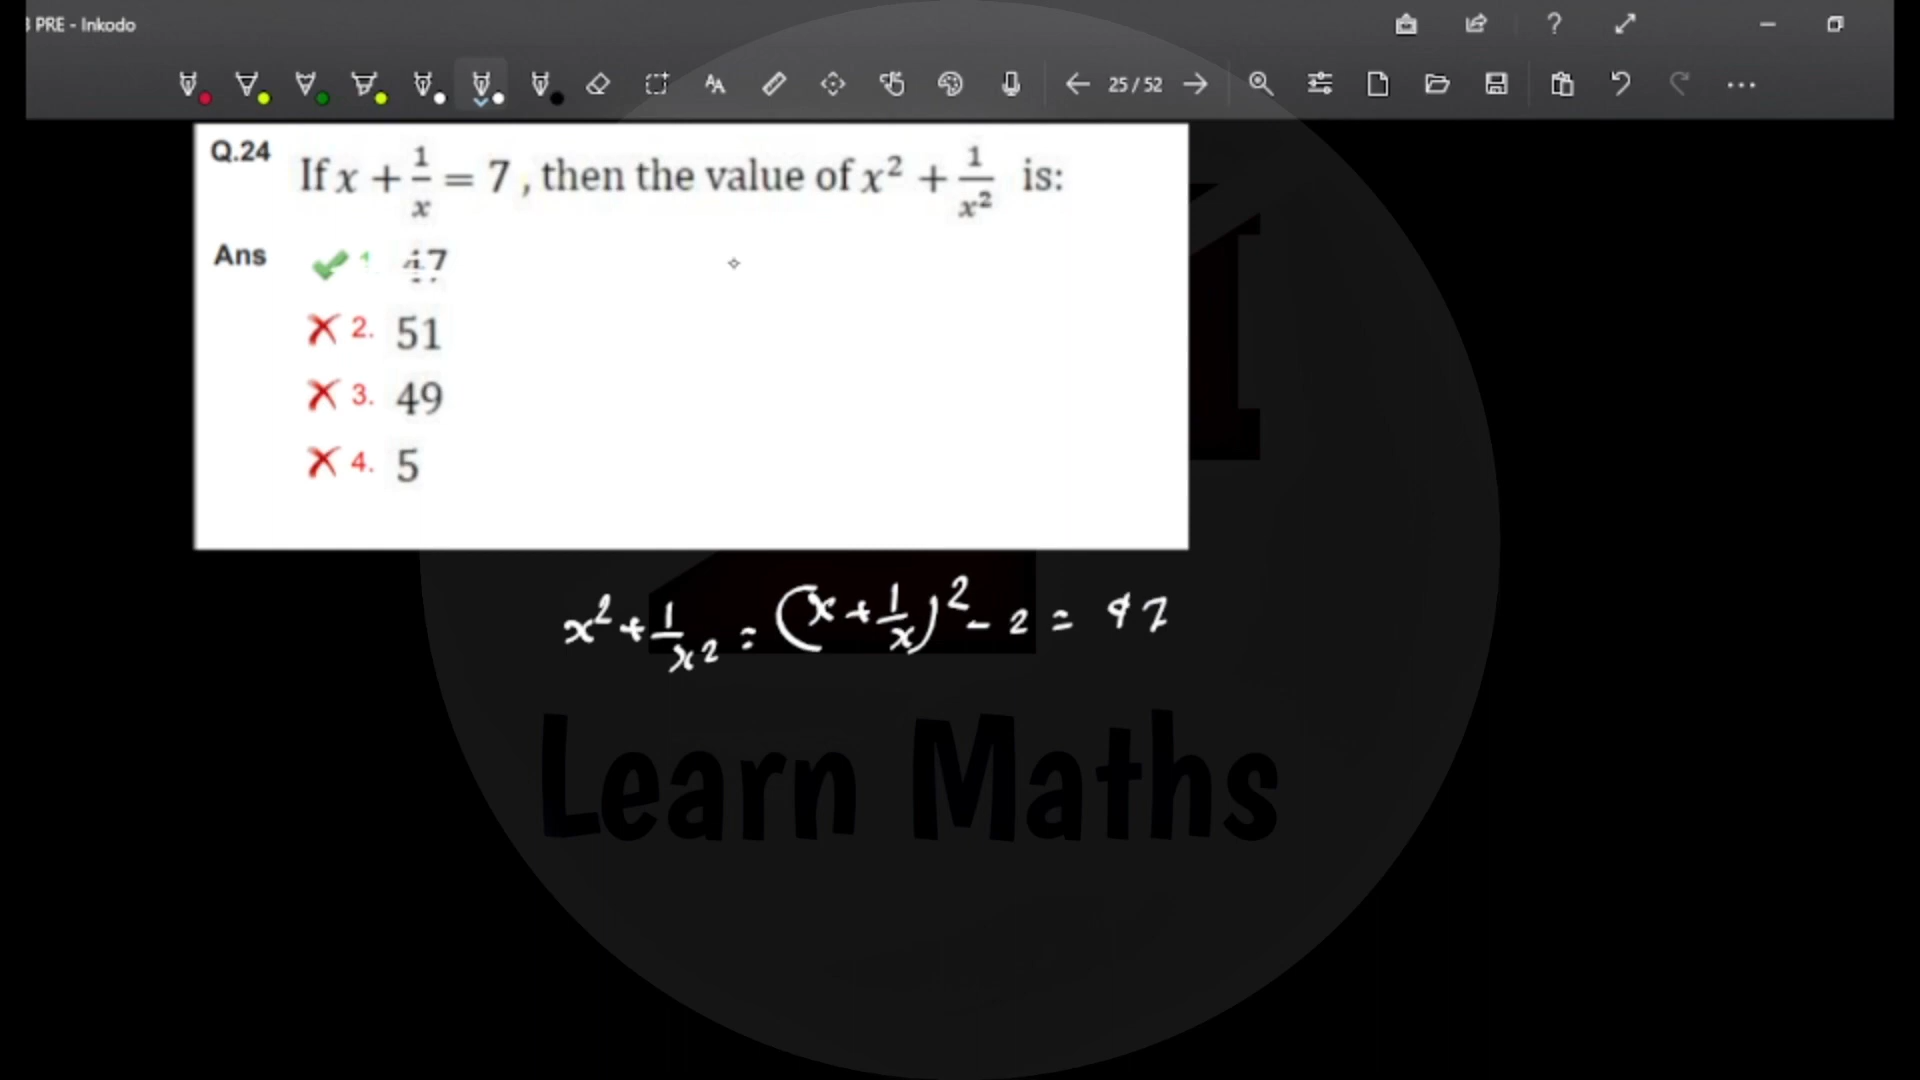 PRE - Inkodo
25 / 52
Q.24 If x + 1/x = 7 , then the value of x² + 1/x² is:
Ans 1. 47
2. 51
3. 49
4. 5
x² + 1/x² = (x + 1/x)² - 2 = 47
Learn Maths